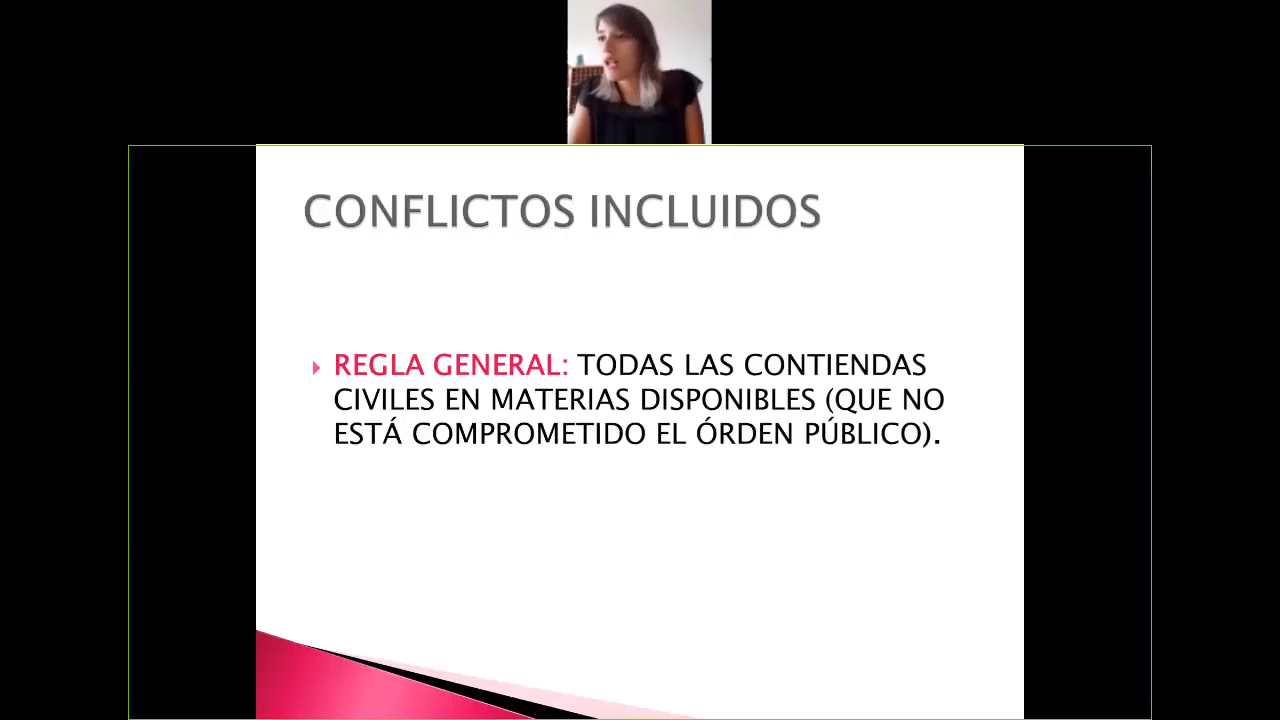 CONFLICTOS INCLUIDOS
REGLA GENERAL: TODAS LAS CONTIENDAS
CIVILES EN MATERIAS DISPONIBLES (QUE NO
ESTÁ COMPROMETIDO EL ÓRDEN PÚBLICO).